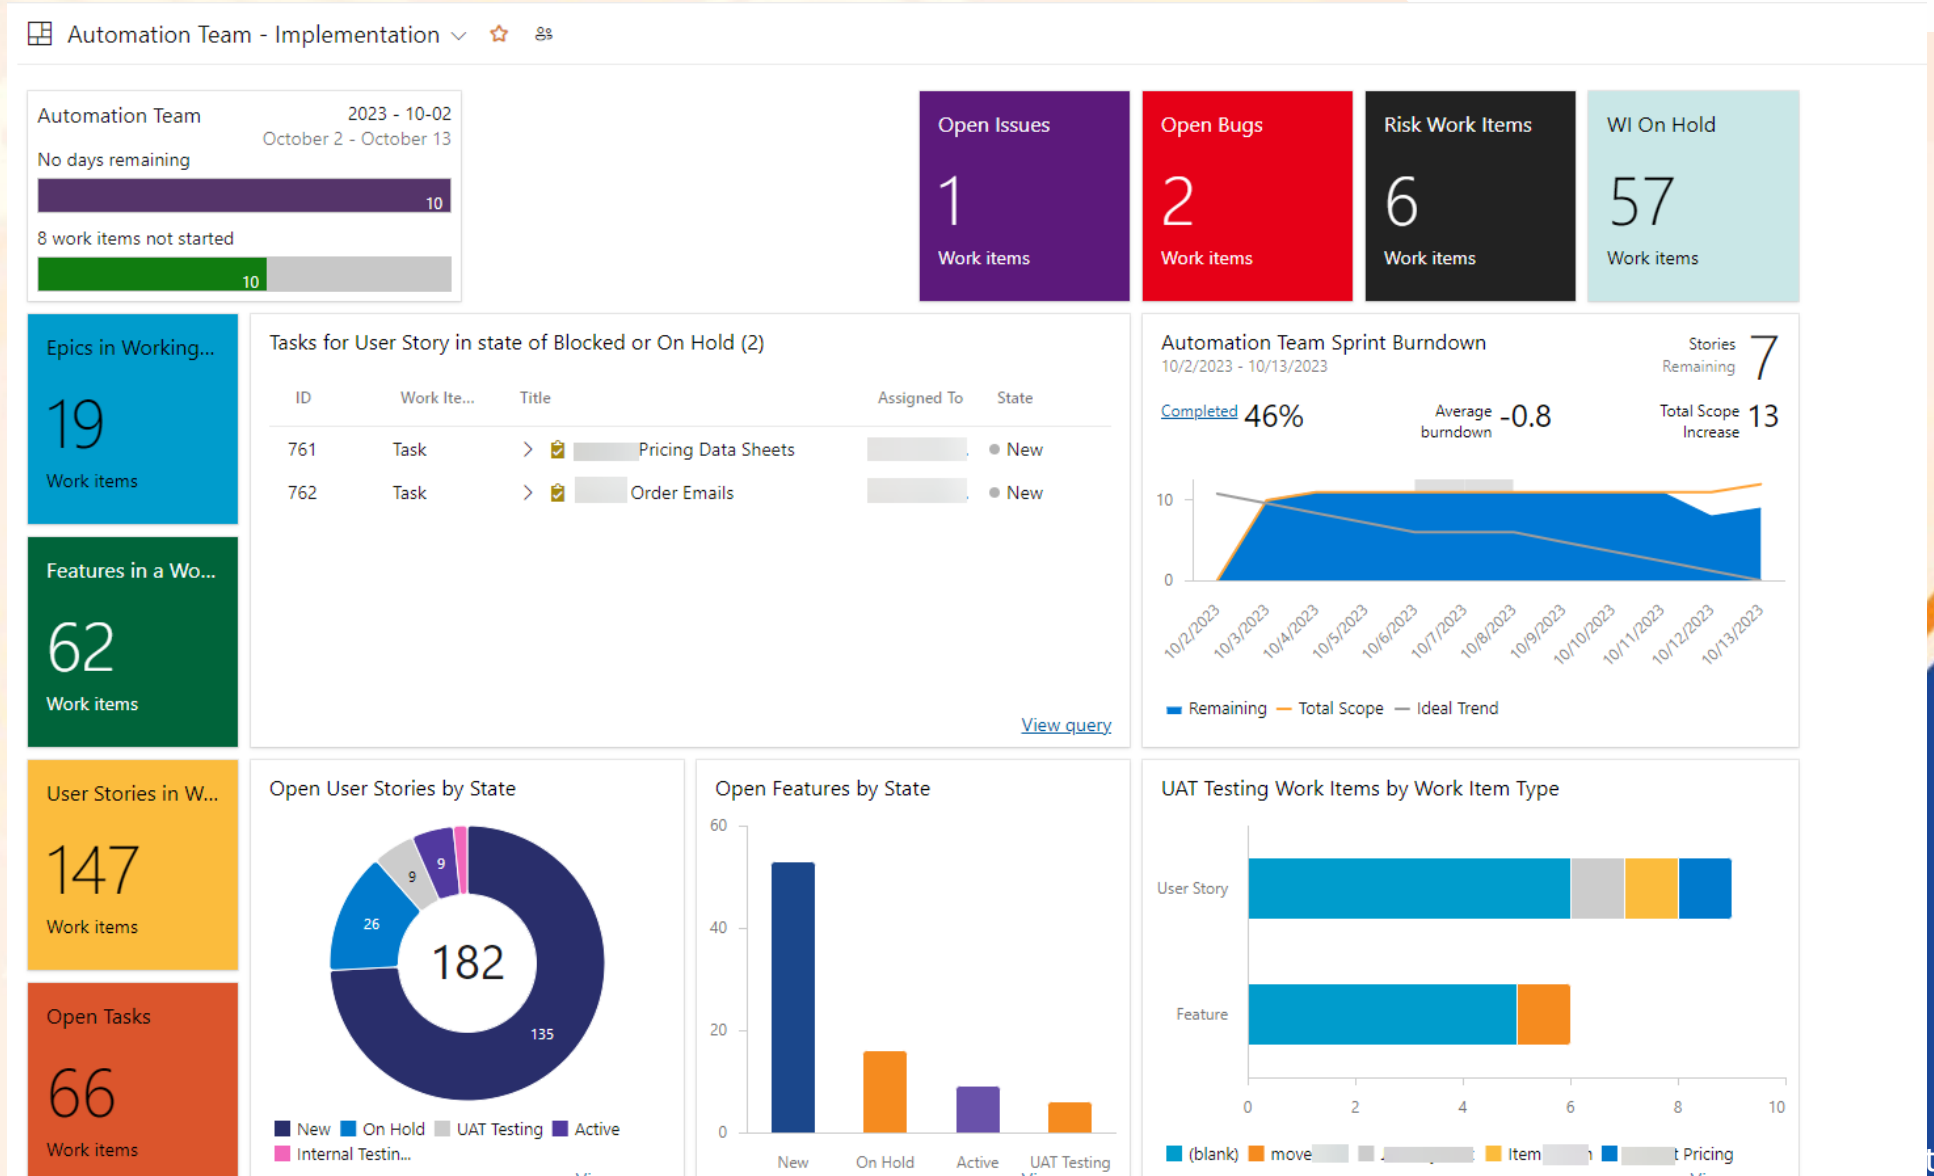 Automation Team - Implementation
Automation Team
2023 - 10-02
October 2 - October 13
No days remaining
10
8 work items not started
10
Open Issues
1
Work items
Open Bugs
2
Work items
Risk Work Items
6
Work items
WI On Hold
57
Work items
Epics in Working...
19
Work items
Features in a Wo...
62
Work items
User Stories in W...
147
Work items
Open Tasks
66
Work items
Tasks for User Story in state of Blocked or On Hold (2)
ID Work Ite... Title Assigned To State
761 Task Pricing Data Sheets . New
762 Task Order Emails . New
View query
Automation Team Sprint Burndown
10/2/2023 - 10/13/2023
Stories
Remaining
7
Completed 46%
Average
burndown
-0.8
Total Scope
Increase
13
10
0
10/2/2023 10/3/2023 10/4/2023 10/5/2023 10/6/2023 10/7/2023 10/8/2023 10/9/2023 10/10/2023 10/11/2023 10/12/2023 10/13/2023
Remaining Total Scope Ideal Trend
Open User Stories by State
9
9
26
182
135
New On Hold UAT Testing Active
Internal Testin...
Open Features by State
60
40
20
0
New On Hold Active UAT Testing
UAT Testing Work Items by Work Item Type
User Story
Feature
0 2 4 6 8 10
(blank) move Item n t Pricing